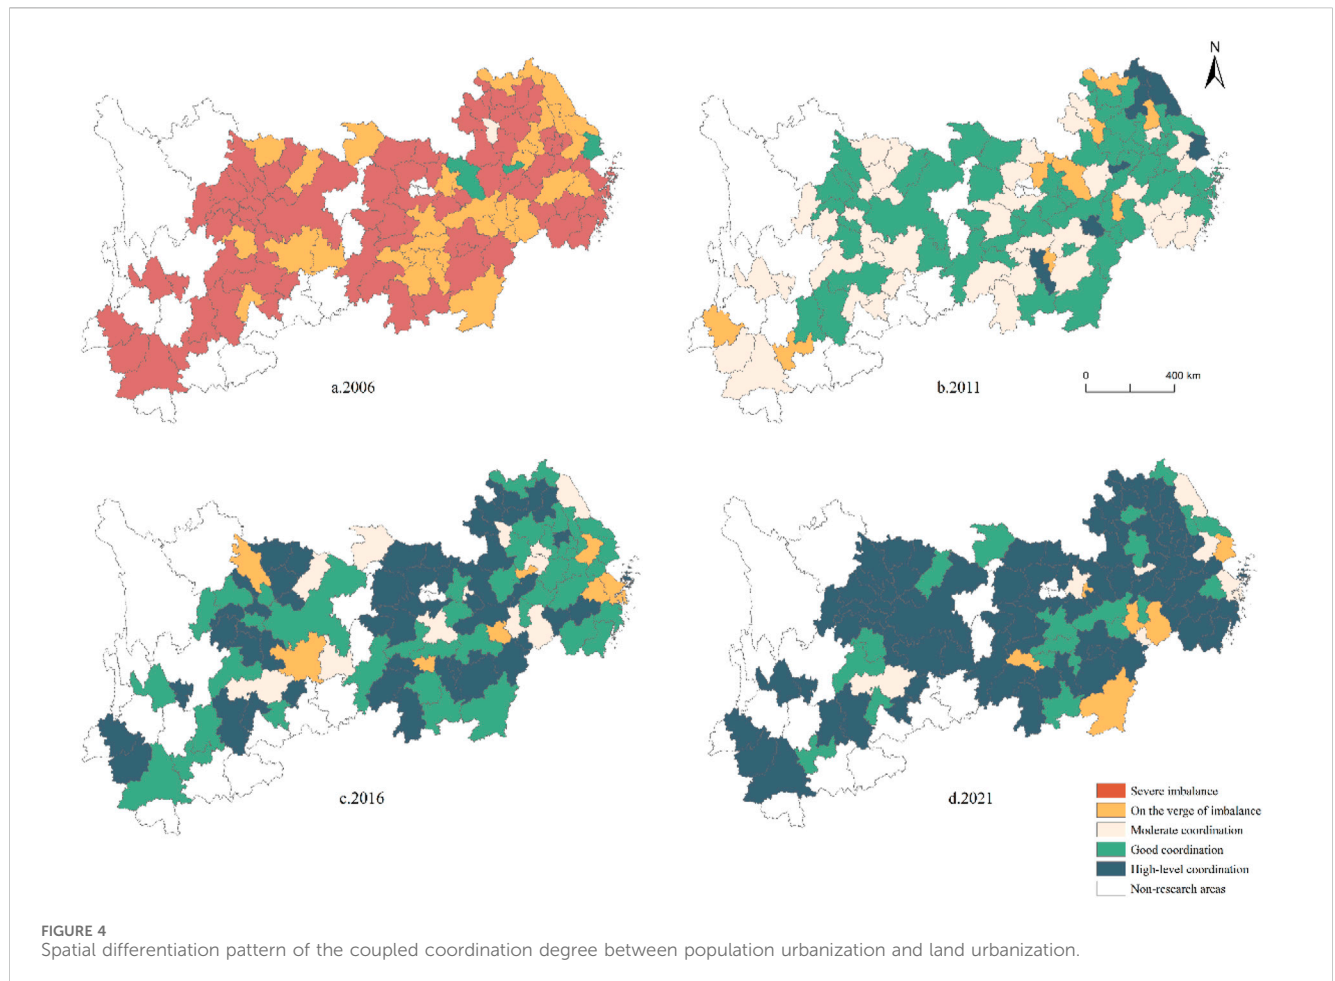 N
a.2006
b.2011
0 400 km
c.2016
d.2021
Severe imbalance
On the verge of imbalance
Moderate coordination
Good coordination
High-level coordination
Non-research areas
FIGURE 4
Spatial differentiation pattern of the coupled coordination degree between population urbanization and land urbanization.